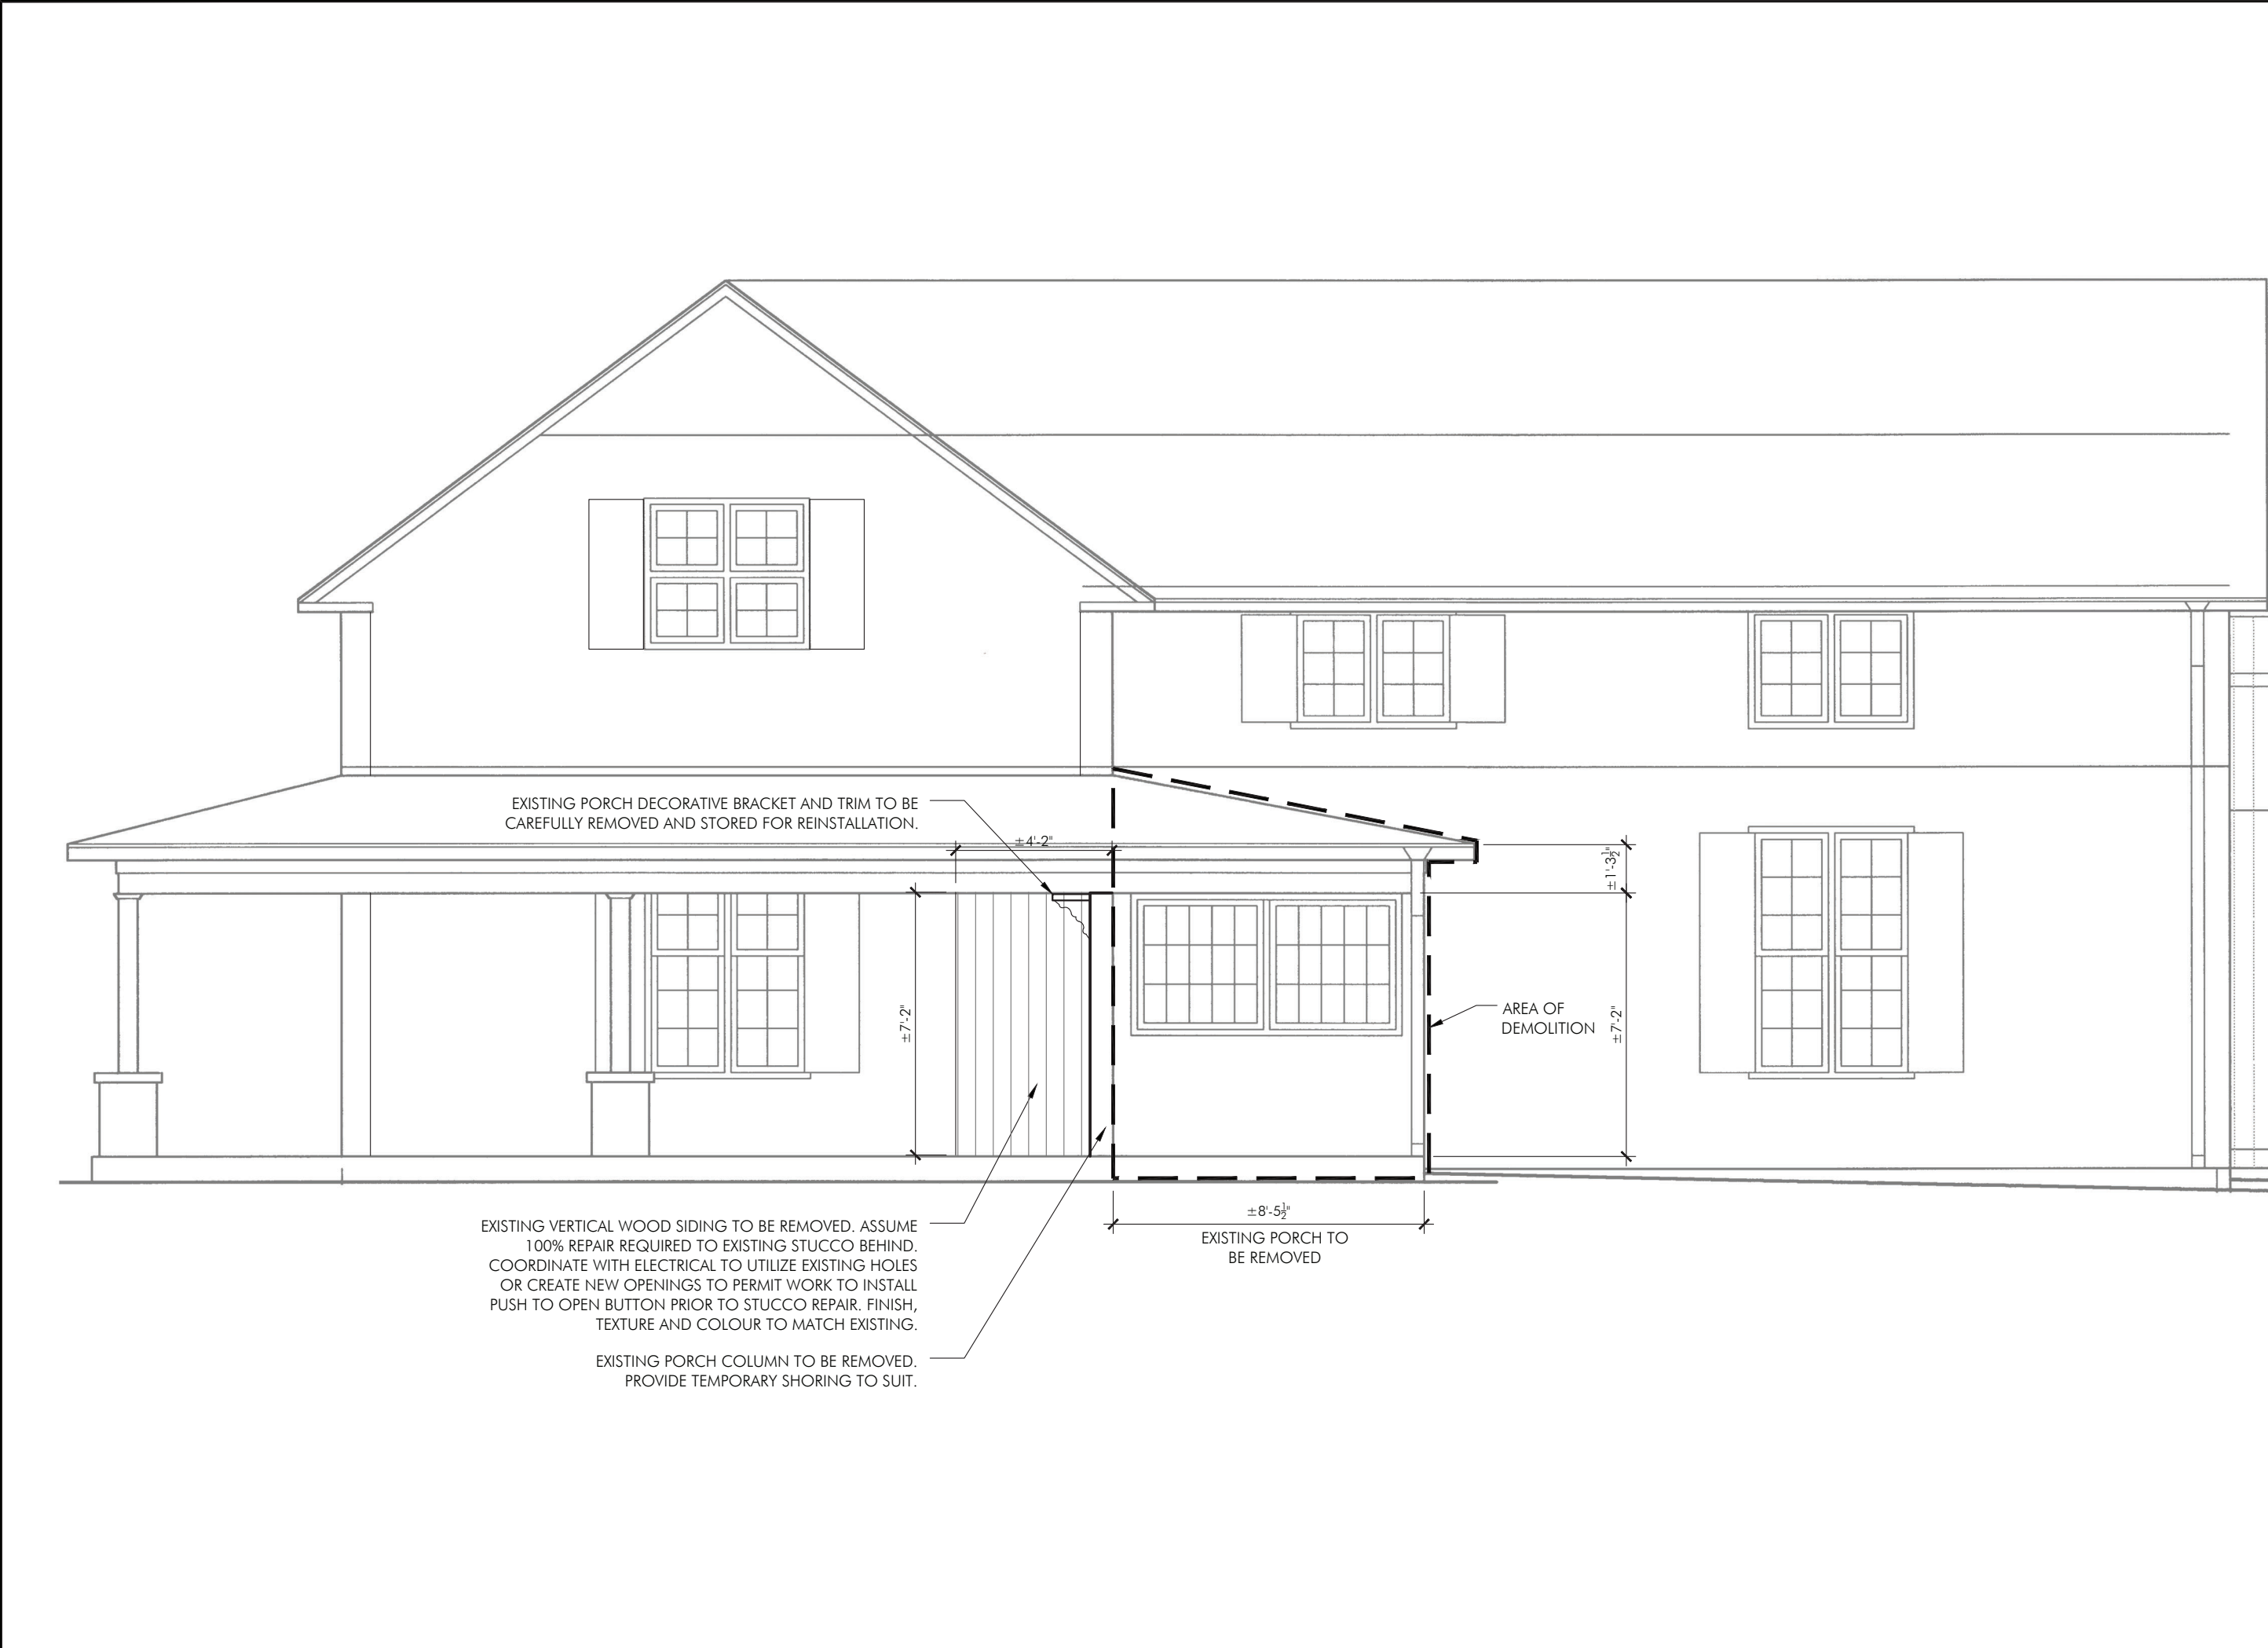 EXISTING PORCH DECORATIVE BRACKET AND TRIM TO BE
CAREFULLY REMOVED AND STORED FOR REINSTALLATION.
±4'-2"
±1'-3½"
±7'-2"
AREA OF
DEMOLITION
±7'-2"
±8'-5½"
EXISTING PORCH TO
BE REMOVED
EXISTING VERTICAL WOOD SIDING TO BE REMOVED. ASSUME
100% REPAIR REQUIRED TO EXISTING STUCCO BEHIND.
COORDINATE WITH ELECTRICAL TO UTILIZE EXISTING HOLES
OR CREATE NEW OPENINGS TO PERMIT WORK TO INSTALL
PUSH TO OPEN BUTTON PRIOR TO STUCCO REPAIR. FINISH,
TEXTURE AND COLOUR TO MATCH EXISTING.
EXISTING PORCH COLUMN TO BE REMOVED.
PROVIDE TEMPORARY SHORING TO SUIT.